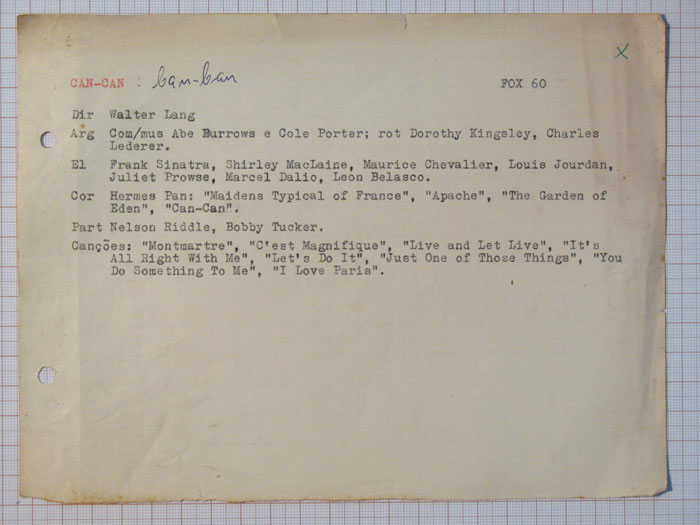 CAN-CAN : Can-Can FOX 60
Dir Walter Lang
Arg Com/mus Abe Burrows e Cole Porter; rot Dorothy Kingsley, Charles
Lederer.
El Frank Sinatra, Shirley MacLaine, Maurice Chevalier, Louis Jourdan,
Juliet Prowse, Marcel Dalio, Leon Belasco.
Cor Hermes Pan: "Maidens Typical of France", "Apache", "The Garden of
Eden", "Can-Can".
Part Nelson Riddle, Bobby Tucker.
Canções: "Montmartre", "C'est Magnifique", "Live and Let Live", "It's
All Right With Me", "Let's Do It", "Just One of Those Things", "You
Do Something To Me", "I Love Paris".